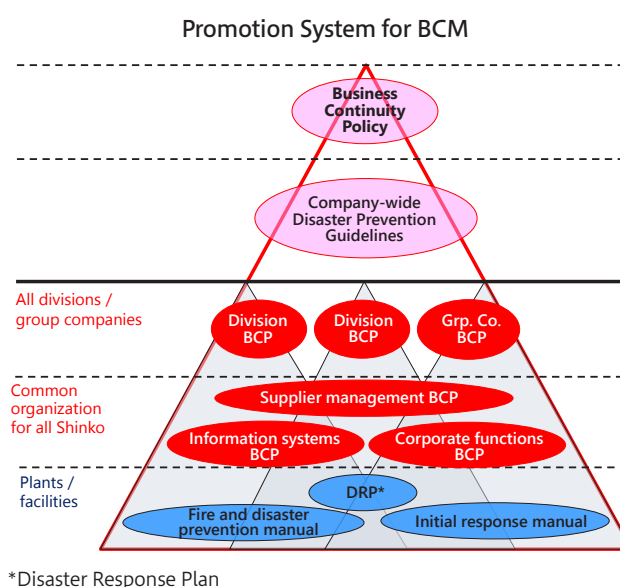 Promotion System for BCM
Business
Continuity
Policy
Company-wide
Disaster Prevention
Guidelines
All divisions /
group companies
Division
BCP
Division
BCP
Grp. Co.
BCP
Common
organization
for all Shinko
Supplier management BCP
Information systems
BCP
Corporate functions
BCP
Plants /
facilities
DRP*
Fire and disaster
prevention manual
Initial response manual
*Disaster Response Plan